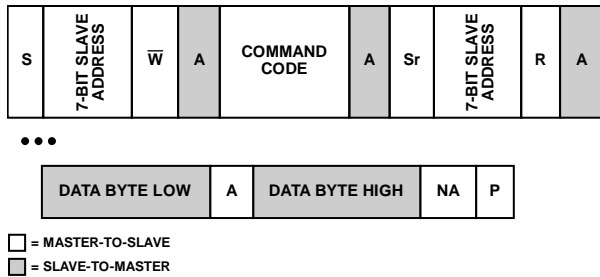 S 7-BIT SLAVE ADDRESS W̅ A COMMAND CODE A Sr 7-BIT SLAVE ADDRESS R A
•••
DATA BYTE LOW A DATA BYTE HIGH NA P
= MASTER-TO-SLAVE
= SLAVE-TO-MASTER